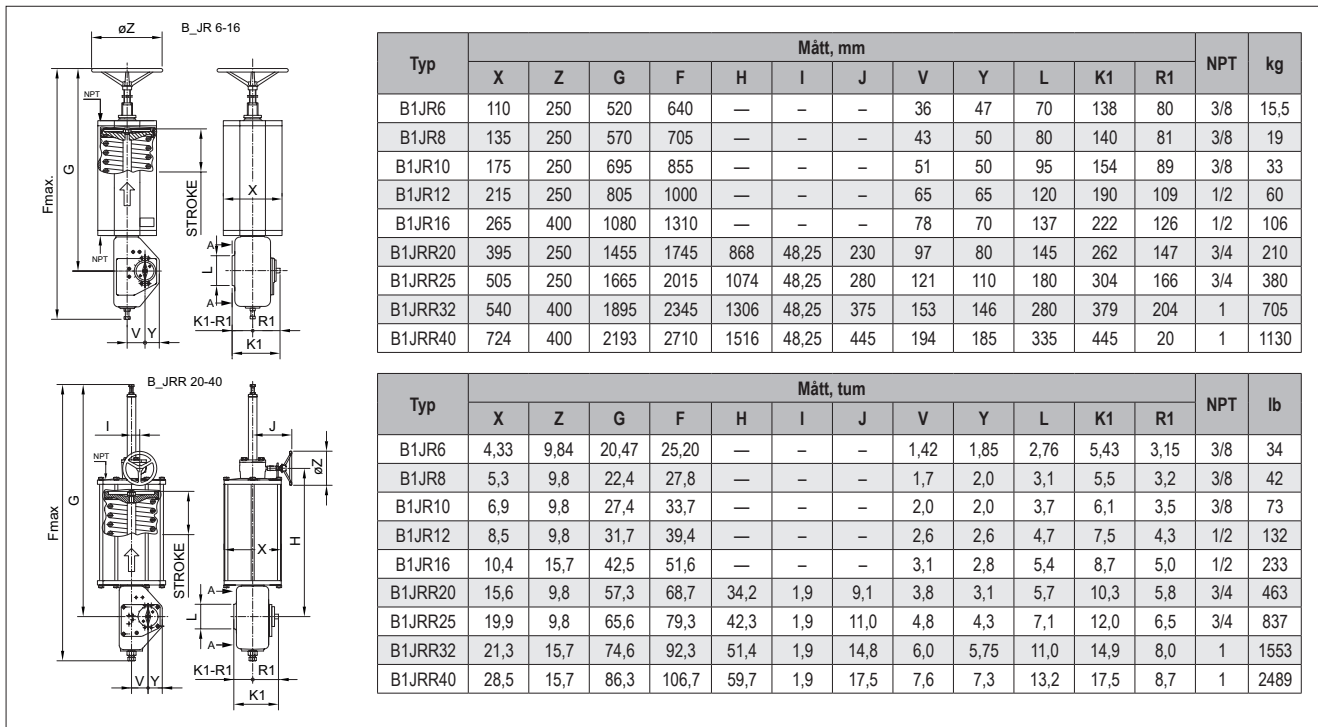 B_JR 6-16
øZ
NPT
G
Fmax.
STROKE
X
NPT
A
L
A
K1-R1 R1
V Y
K1
B_JRR 20-40
I
J
NPT
øZ
G
Fmax
STROKE
X
H
A
L
A
K1-R1 R1
V Y
K1
Typ Mått, mm NPT kg
X Z G F H I J V Y L K1 R1
B1JR6 110 250 520 640 — – – 36 47 70 138 80 3/8 15,5
B1JR8 135 250 570 705 — – – 43 50 80 140 81 3/8 19
B1JR10 175 250 695 855 — – – 51 50 95 154 89 3/8 33
B1JR12 215 250 805 1000 — – – 65 65 120 190 109 1/2 60
B1JR16 265 400 1080 1310 — – – 78 70 137 222 126 1/2 106
B1JRR20 395 250 1455 1745 868 48,25 230 97 80 145 262 147 3/4 210
B1JRR25 505 250 1665 2015 1074 48,25 280 121 110 180 304 166 3/4 380
B1JRR32 540 400 1895 2345 1306 48,25 375 153 146 280 379 204 1 705
B1JRR40 724 400 2193 2710 1516 48,25 445 194 185 335 445 20 1 1130
Typ Mått, tum NPT lb
X Z G F H I J V Y L K1 R1
B1JR6 4,33 9,84 20,47 25,20 — – – 1,42 1,85 2,76 5,43 3,15 3/8 34
B1JR8 5,3 9,8 22,4 27,8 — – – 1,7 2,0 3,1 5,5 3,2 3/8 42
B1JR10 6,9 9,8 27,4 33,7 — – – 2,0 2,0 3,7 6,1 3,5 3/8 73
B1JR12 8,5 9,8 31,7 39,4 — – – 2,6 2,6 4,7 7,5 4,3 1/2 132
B1JR16 10,4 15,7 42,5 51,6 — – – 3,1 2,8 5,4 8,7 5,0 1/2 233
B1JRR20 15,6 9,8 57,3 68,7 34,2 1,9 9,1 3,8 3,1 5,7 10,3 5,8 3/4 463
B1JRR25 19,9 9,8 65,6 79,3 42,3 1,9 11,0 4,8 4,3 7,1 12,0 6,5 3/4 837
B1JRR32 21,3 15,7 74,6 92,3 51,4 1,9 14,8 6,0 5,75 11,0 14,9 8,0 1 1553
B1JRR40 28,5 15,7 86,3 106,7 59,7 1,9 17,5 7,6 7,3 13,2 17,5 8,7 1 2489